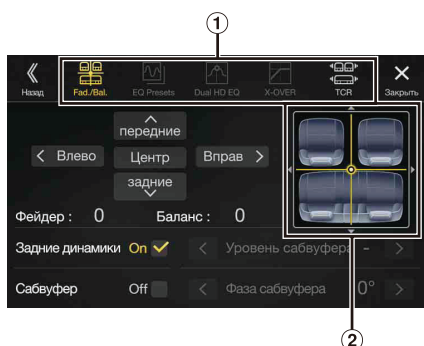 1
Назад Fad./Bal. EQ Presets Dual HD EQ X-OVER TCR Закрыть
передние
Влево Центр Вправ
задние
Фейдер : 0 Баланс : 0
Задние динамики On Уровень сабвуфера -
Сабвуфер Off Фаза сабвуфера 0°
2